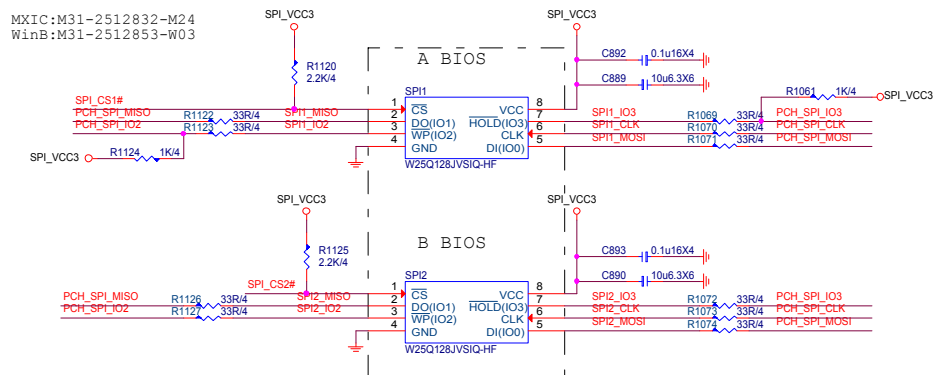 MXIC:M31-2512832-M24
WinB:M31-2512853-W03
SPI_VCC3
SPI_VCC3
A BIOS
R1120
2.2K/4
C892
0.1u16X4
C889
10u6.3X6
R1061
1K/4
SPI_VCC3
SPI_CS1#
PCH_SPI_MISO
R1122
33R/4
SPI1_MISO
PCH_SPI_IO2
R1123
33R/4
SPI1_IO2
SPI_VCC3
R1124
1K/4
SPI1
1
CS
VCC
8
2
DO(IO1)
HOLD(IO3)
7
3
WP(IO2)
CLK
6
4
GND
DI(IO0)
5
W25Q128JVSIQ-HF
SPI1_IO3
R1069
33R/4
PCH_SPI_IO3
SPI1_CLK
R1070
33R/4
PCH_SPI_CLK
SPI1_MOSI
R1071
33R/4
PCH_SPI_MOSI
SPI_VCC3
SPI_VCC3
B BIOS
R1125
2.2K/4
C893
0.1u16X4
C890
10u6.3X6
SPI_CS2#
PCH_SPI_MISO
R1126
33R/4
SPI2_MISO
PCH_SPI_IO2
R1127
33R/4
SPI2_IO2
SPI2
1
CS
VCC
8
2
DO(IO1)
HOLD(IO3)
7
3
WP(IO2)
CLK
6
4
GND
DI(IO0)
5
W25Q128JVSIQ-HF
SPI2_IO3
R1072
33R/4
PCH_SPI_IO3
SPI2_CLK
R1073
33R/4
PCH_SPI_CLK
SPI2_MOSI
R1074
33R/4
PCH_SPI_MOSI